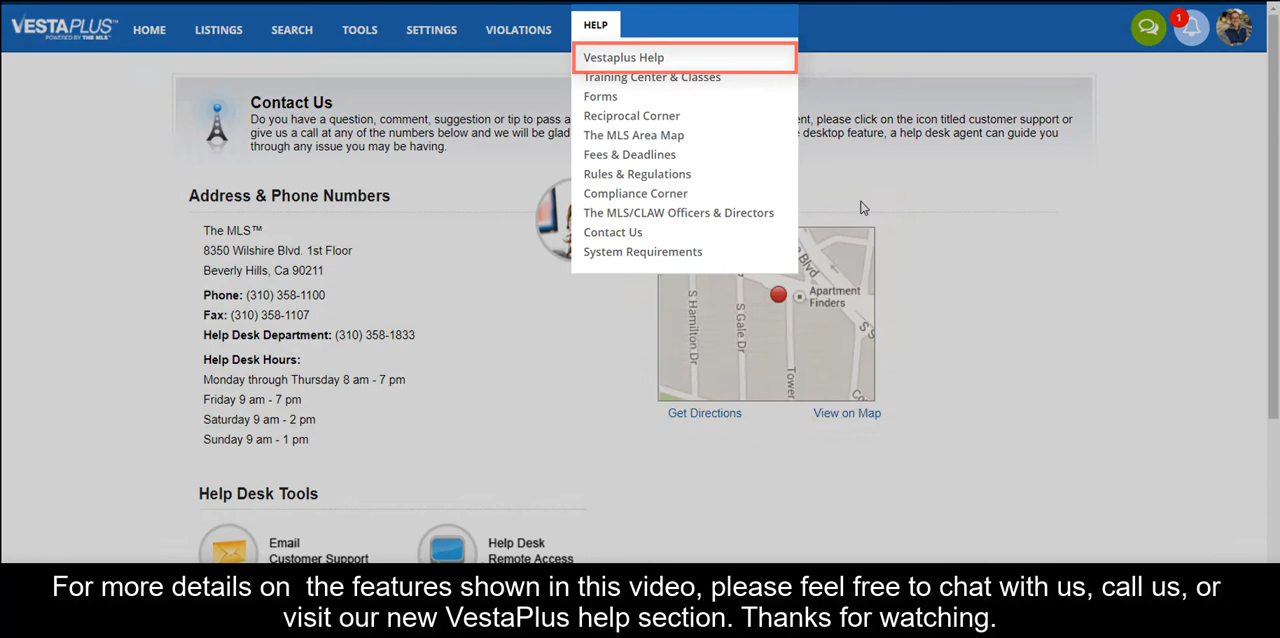 VESTAPLUS™
POWERED BY THE MLS™
HOME
LISTINGS
SEARCH
TOOLS
SETTINGS
VIOLATIONS
HELP
1
Vestaplus Help
Training Center & Classes
Forms
Reciprocal Corner
The MLS Area Map
Fees & Deadlines
Rules & Regulations
Compliance Corner
The MLS/CLAW Officers & Directors
Contact Us
System Requirements
Contact Us
Do you have a question, comment, suggestion or tip to pass a nt, please click on the icon titled customer support or
give us a call at any of the numbers below and we will be glad desktop feature, a help desk agent can guide you
through any issue you may be having.
Address & Phone Numbers
The MLS™
8350 Wilshire Blvd. 1st Floor
Beverly Hills, Ca 90211
Phone: (310) 358-1100
Fax: (310) 358-1107
Help Desk Department: (310) 358-1833
Help Desk Hours:
Monday through Thursday 8 am - 7 pm
Friday 9 am - 7 pm
Saturday 9 am - 2 pm
Sunday 9 am - 1 pm
Blvd
Apartment
Finders
S Hamilton Dr
S Gale Dr
Tower
Get Directions
View on Map
Help Desk Tools
Email
Customer Support
Help Desk
Remote Access
For more details on the features shown in this video, please feel free to chat with us, call us, or
visit our new VestaPlus help section. Thanks for watching.